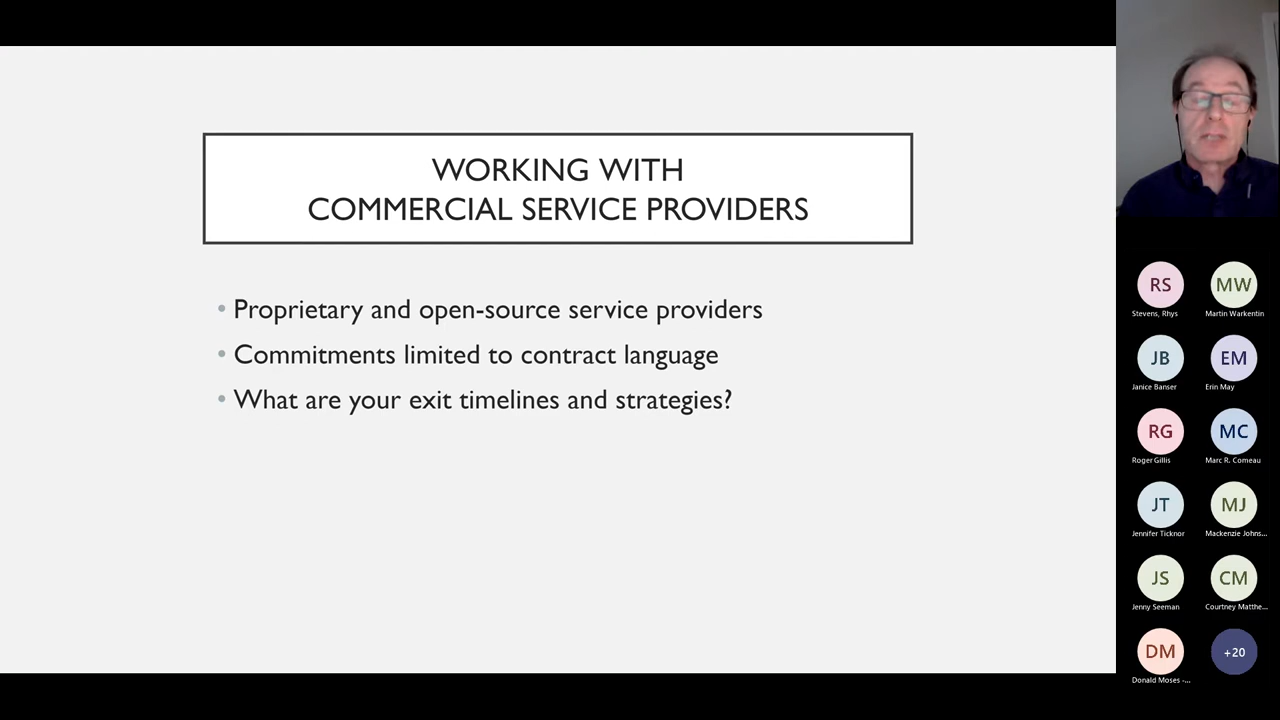 WORKING WITH
COMMERCIAL SERVICE PROVIDERS
• Proprietary and open-source service providers
• Commitments limited to contract language
• What are your exit timelines and strategies?
RS
MW
Stevens, Rhys
Martin Warkentin
JB
EM
Janice Banser
Erin May
RG
MC
Roger Gillis
Marc R. Comeau
JT
MJ
Jennifer Ticknor
Mackenzie Johns...
JS
CM
Jenny Seeman
Courtney Matthe...
DM
+20
Donald Moses -...